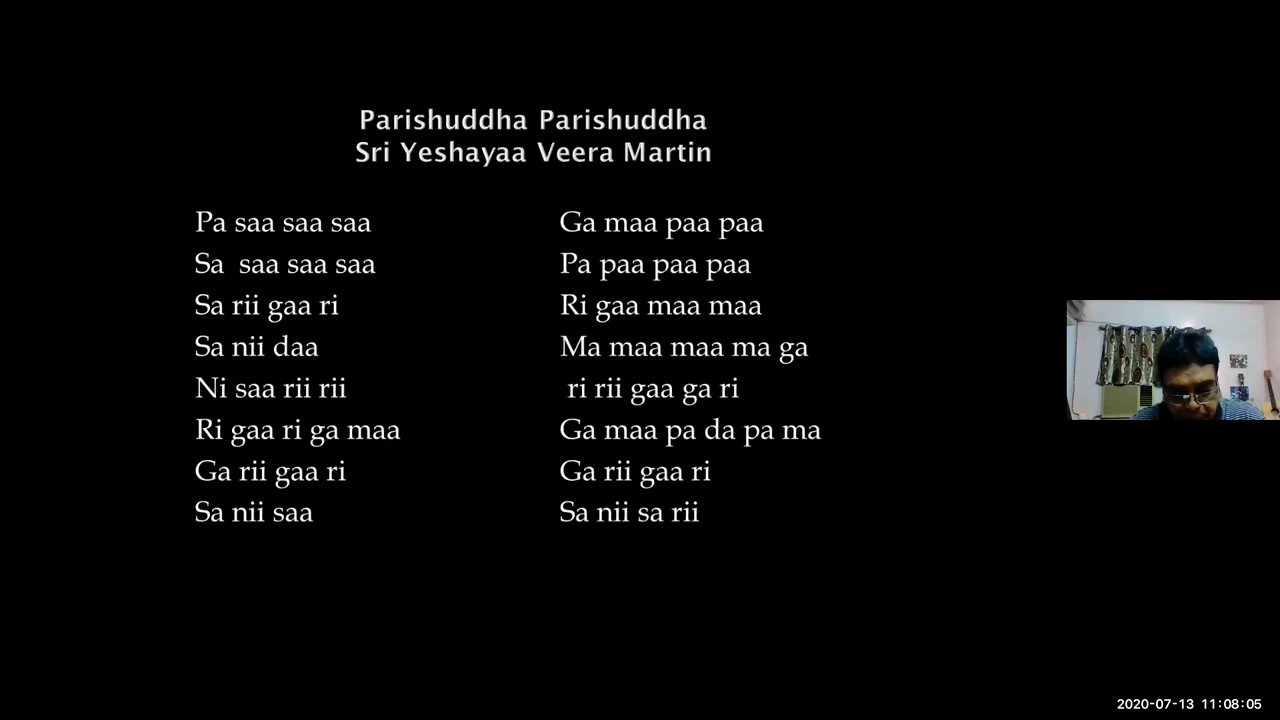 Parishuddha Parishuddha
Sri Yeshayaa Veera Martin
Pa saa saa saa
Sa  saa saa saa
Sa rii gaa ri
Sa nii daa
Ni saa rii rii
Ri gaa ri ga maa
Ga rii gaa ri
Sa nii saa
Ga maa paa paa
Pa paa paa paa
Ri gaa maa maa
Ma maa maa ma ga
ri rii gaa ga ri
Ga maa pa da pa ma
Ga rii gaa ri
Sa nii sa rii
2020-07-13 11:08:05